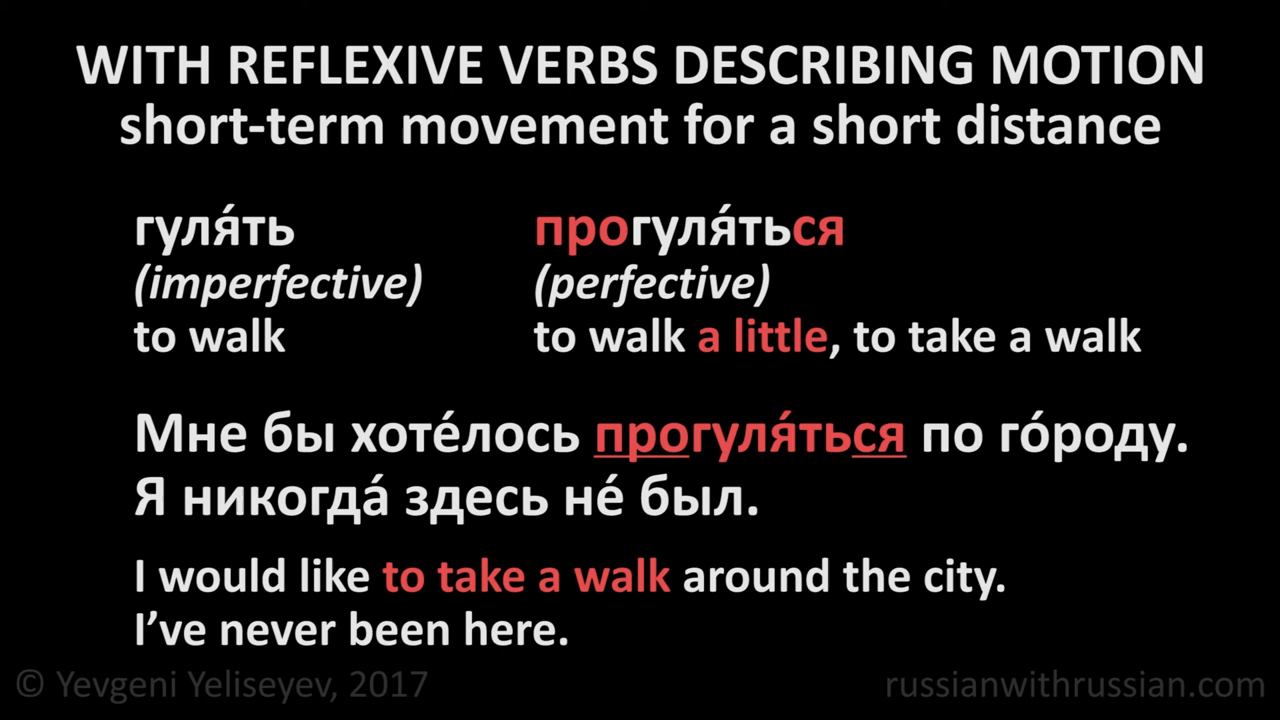 WITH REFLEXIVE VERBS DESCRIBING MOTION
short-term movement for a short distance
гуля́ть прогуля́ться
(imperfective) (perfective)
to walk to walk a little, to take a walk
Мне бы хоте́лось прогуля́ться по го́роду.
Я никогда́ здесь не́ был.
I would like to take a walk around the city.
I’ve never been here.
© Yevgeni Yeliseyev, 2017 russianwithrussian.com